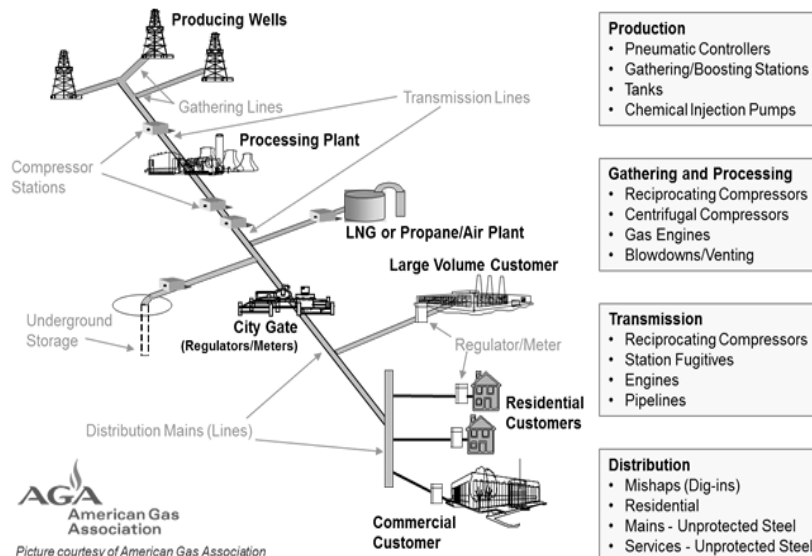 Producing Wells
Gathering Lines
Transmission Lines
Processing Plant
Compressor
Stations
LNG or Propane/Air Plant
Large Volume Customer
Underground
Storage
City Gate
(Regulators/Meters)
Regulator/Meter
Residential
Customers
Distribution Mains (Lines)
Commercial
Customer
AGA
American Gas
Association
Picture courtesy of American Gas Association
Production
• Pneumatic Controllers
• Gathering/Boosting Stations
• Tanks
• Chemical Injection Pumps
Gathering and Processing
• Reciprocating Compressors
• Centrifugal Compressors
• Gas Engines
• Blowdowns/Venting
Transmission
• Reciprocating Compressors
• Station Fugitives
• Engines
• Pipelines
Distribution
• Mishaps (Dig-ins)
• Residential
• Mains - Unprotected Steel
• Services - Unprotected Steel